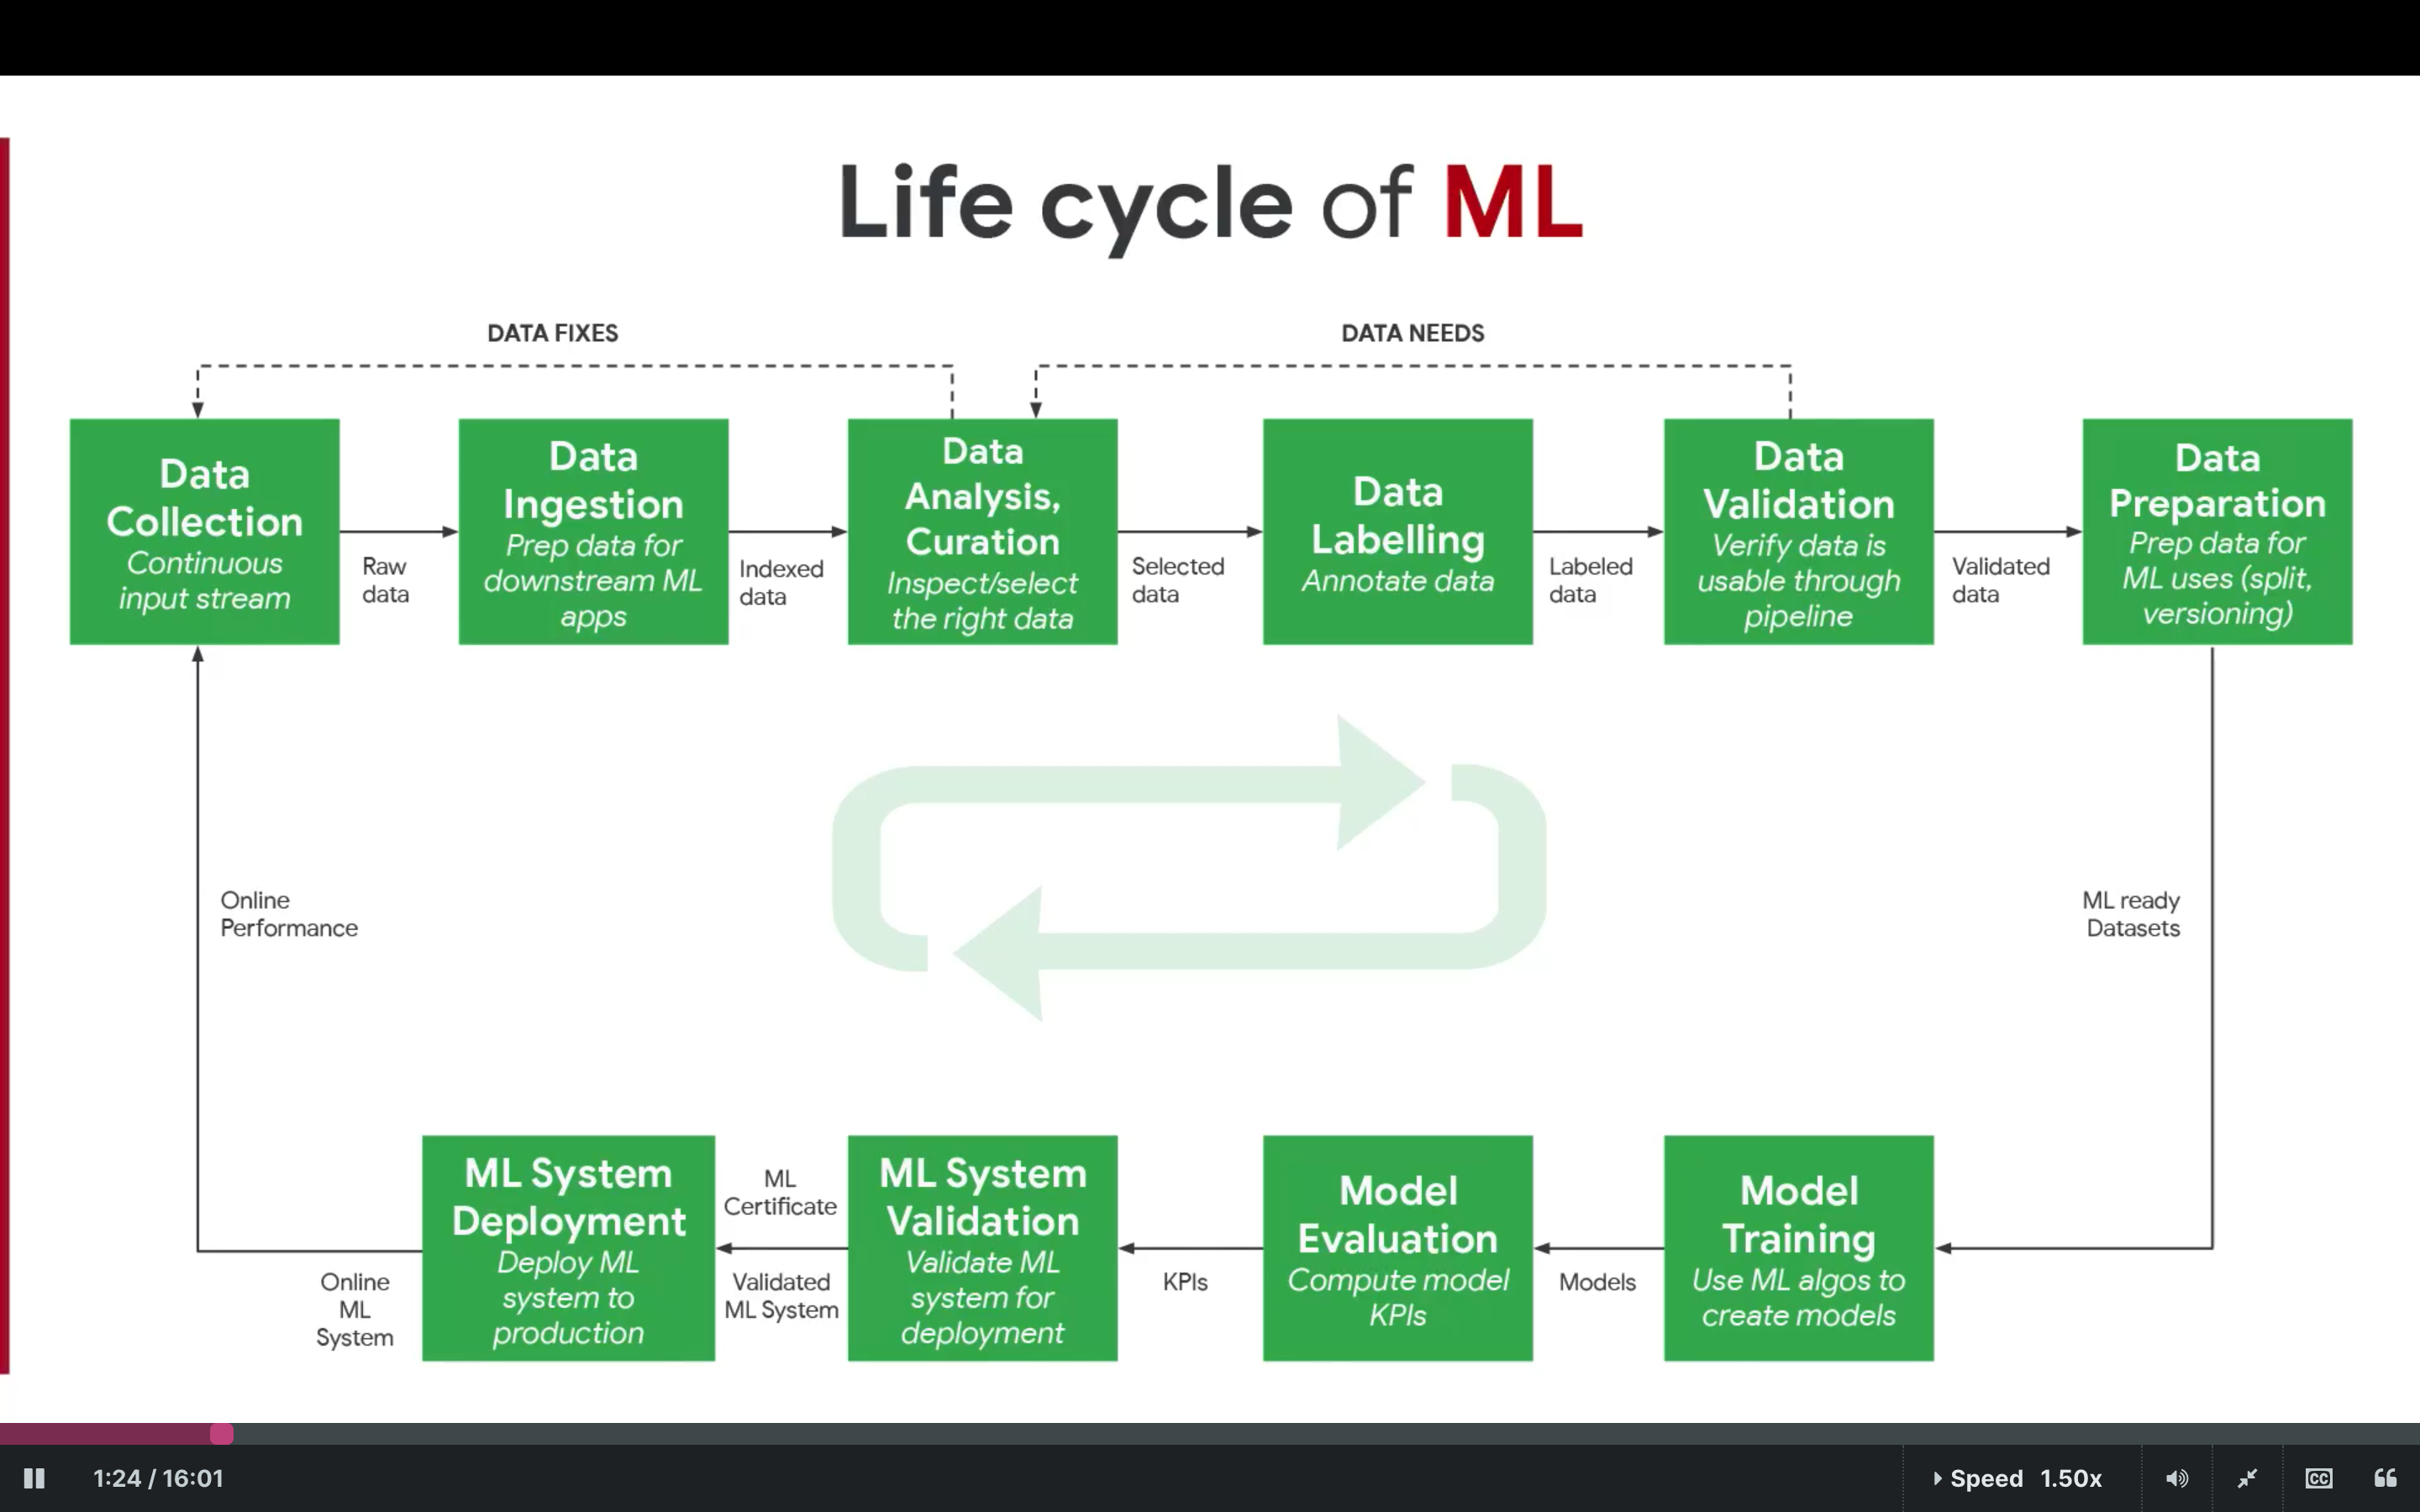 Life cycle of ML
DATA FIXES
DATA NEEDS
Data
Collection
Continuous
input stream
Raw
data
Data
Ingestion
Prep data for
downstream ML
apps
Indexed
data
Data
Analysis,
Curation
Inspect/select
the right data
Selected
data
Data
Labelling
Annotate data
Labeled
data
Data
Validation
Verify data is
usable through
pipeline
Validated
data
Data
Preparation
Prep data for
ML uses (split,
versioning)
Online
Performance
ML ready
Datasets
Online
ML
System
ML System
Deployment
Deploy ML
system to
production
ML
Certificate
Validated
ML System
ML System
Validation
Validate ML
system for
deployment
KPIs
Model
Evaluation
Compute model
KPIs
Models
Model
Training
Use ML algos to
create models
1:24 / 16:01
Speed 1.50x
CC